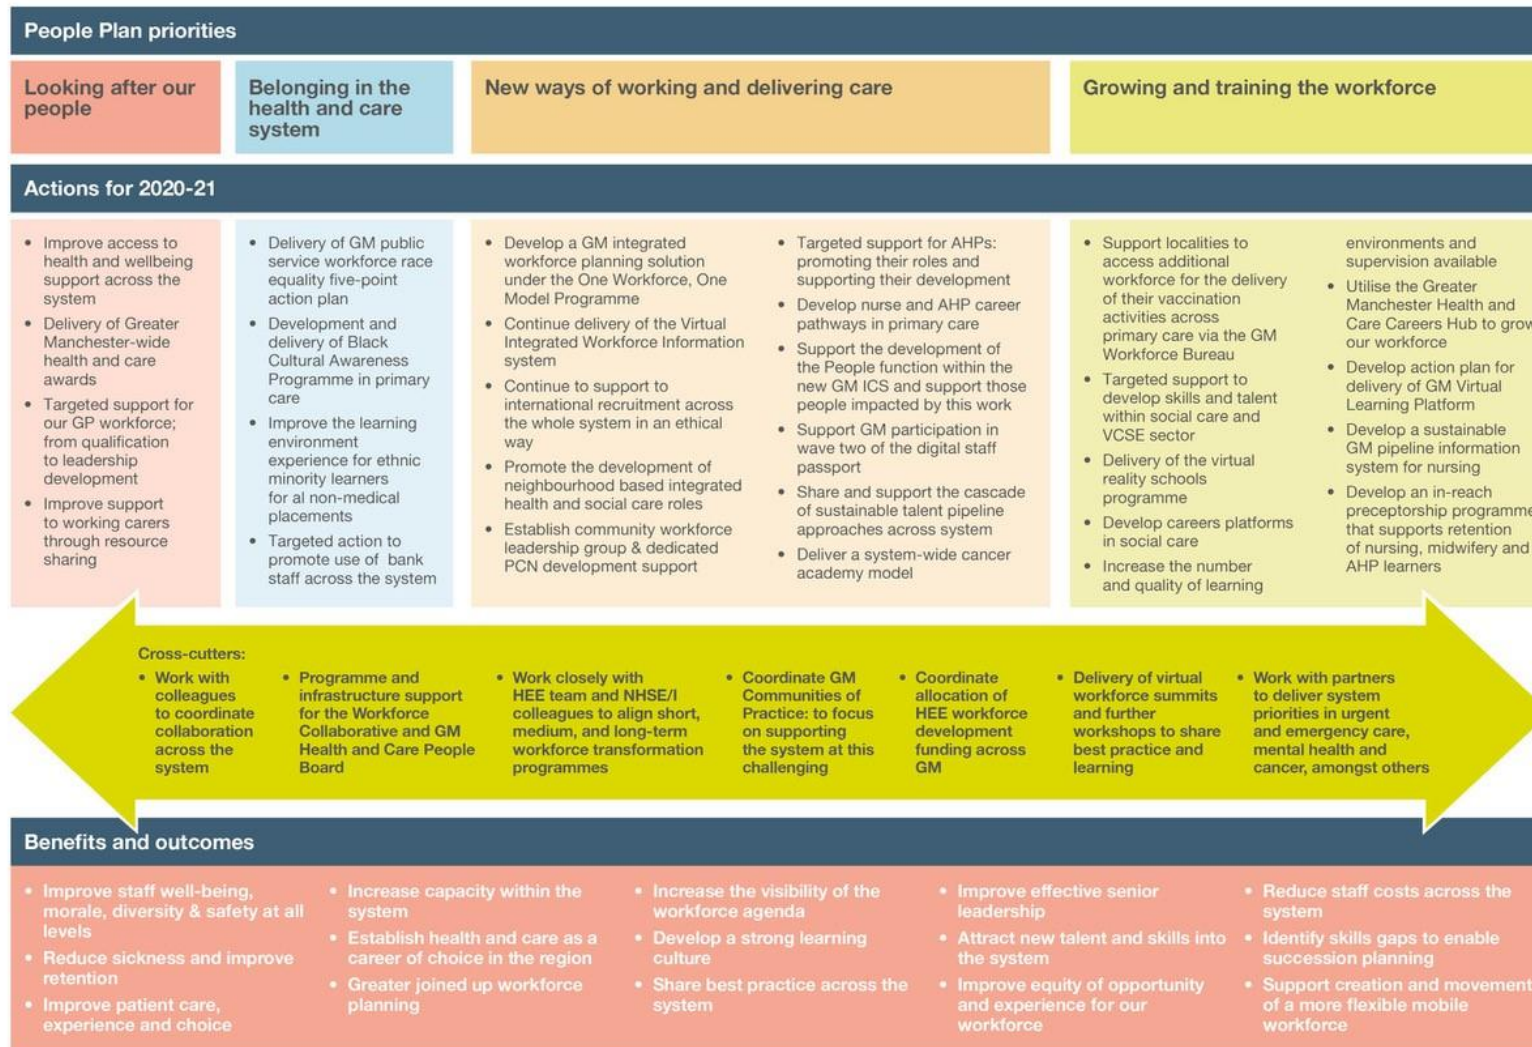 People Plan priorities
Looking after our
people
Belonging in the
health and care
system
New ways of working and delivering care
Growing and training the workforce
Actions for 2020-21
• Improve access to
health and wellbeing
support across the
system
• Delivery of Greater
Manchester-wide
health and care
awards
• Targeted support for
our GP workforce;
from qualification
to leadership
development
• Improve support
to working carers
through resource
sharing
• Delivery of GM public
service workforce race
equality five-point
action plan
• Development and
delivery of Black
Cultural Awareness
Programme in primary
care
• Improve the learning
environment
experience for ethnic
minority learners
for al non-medical
placements
• Targeted action to
promote use of bank
staff across the system
• Develop a GM integrated
workforce planning solution
under the One Workforce, One
Model Programme
• Continue delivery of the Virtual
Integrated Workforce Information
system
• Continue to support to
international recruitment across
the whole system in an ethical
way
• Promote the development of
neighbourhood based integrated
health and social care roles
• Establish community workforce
leadership group & dedicated
PCN development support
• Targeted support for AHPs:
promoting their roles and
supporting their development
• Develop nurse and AHP career
pathways in primary care
• Support the development of
the People function within the
new GM ICS and support those
people impacted by this work
• Support GM participation in
wave two of the digital staff
passport
• Share and support the cascade
of sustainable talent pipeline
approaches across system
• Deliver a system-wide cancer
academy model
• Support localities to
access additional
workforce for the delivery
of their vaccination
activities across
primary care via the GM
Workforce Bureau
• Targeted support to
develop skills and talent
within social care and
VCSE sector
• Delivery of the virtual
reality schools
programme
• Develop careers platforms
in social care
• Increase the number
and quality of learning
environments and
supervision available
• Utilise the Greater
Manchester Health and
Care Careers Hub to grow
our workforce
• Develop action plan for
delivery of GM Virtual
Learning Platform
• Develop a sustainable
GM pipeline information
system for nursing
• Develop an in-reach
preceptorship programme
that supports retention
of nursing, midwifery and
AHP learners
Cross-cutters:
• Work with
colleagues
to coordinate
collaboration
across the
system
• Programme and
infrastructure support
for the Workforce
Collaborative and GM
Health and Care People
Board
• Work closely with
HEE team and NHSE/I
colleagues to align short,
medium, and long-term
workforce transformation
programmes
• Coordinate GM
Communities of
Practice: to focus
on supporting
the system at this
challenging
• Coordinate
allocation of
HEE workforce
development
funding across
GM
• Delivery of virtual
workforce summits
and further
workshops to share
best practice and
learning
• Work with partners
to deliver system
priorities in urgent
and emergency care,
mental health and
cancer, amongst others
Benefits and outcomes
• Improve staff well-being,
morale, diversity & safety at all
levels
• Reduce sickness and improve
retention
• Improve patient care,
experience and choice
• Increase capacity within the
system
• Establish health and care as a
career of choice in the region
• Greater joined up workforce
planning
• Increase the visibility of the
workforce agenda
• Develop a strong learning
culture
• Share best practice across the
system
• Improve effective senior
leadership
• Attract new talent and skills into
the system
• Improve equity of opportunity
and experience for our
workforce
• Reduce staff costs across the
system
• Identify skills gaps to enable
succession planning
• Support creation and movement
of a more flexible mobile
workforce